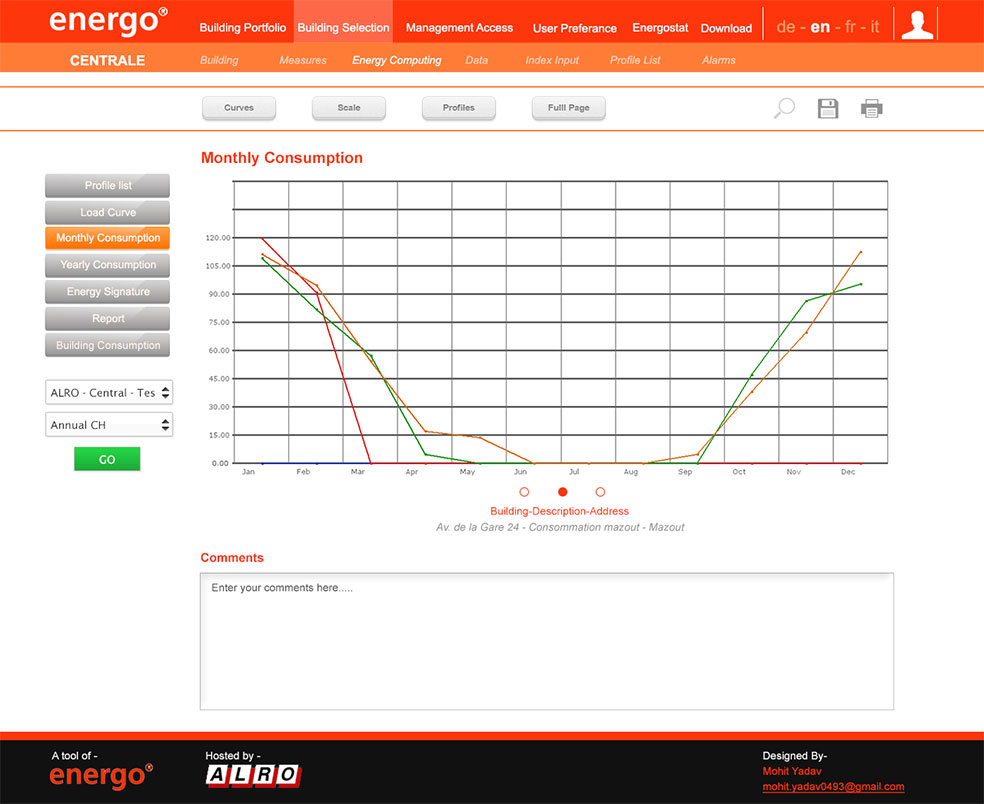 energo®
Building Portfolio Building Selection Management Access User Preferance Energostat Download de - en - fr - it
CENTRALE Building Measures Energy Computing Data Index Input Profile List Alarms
Curves Scale Profiles Fulll Page
Monthly Consumption
Profile list
Load Curve
Monthly Consumption
Yearly Consumption
Energy Signature
Report
Building Consumption
ALRO - Central - Tes
Annual CH
GO
120.00
105.00
90.00
75.00
60.00
45.00
30.00
15.00
0.00
Jan Feb Mar Apr May Jun Jul Aug Sep Oct Nov Dec
Building-Description-Address
Av. de la Gare 24 - Consommation mazout - Mazout
Comments
Enter your comments here.....
A tool of -
energo®
Hosted by -
ALRO
Designed By-
Mohit Yadav
mohit.yadav0493@gmail.com